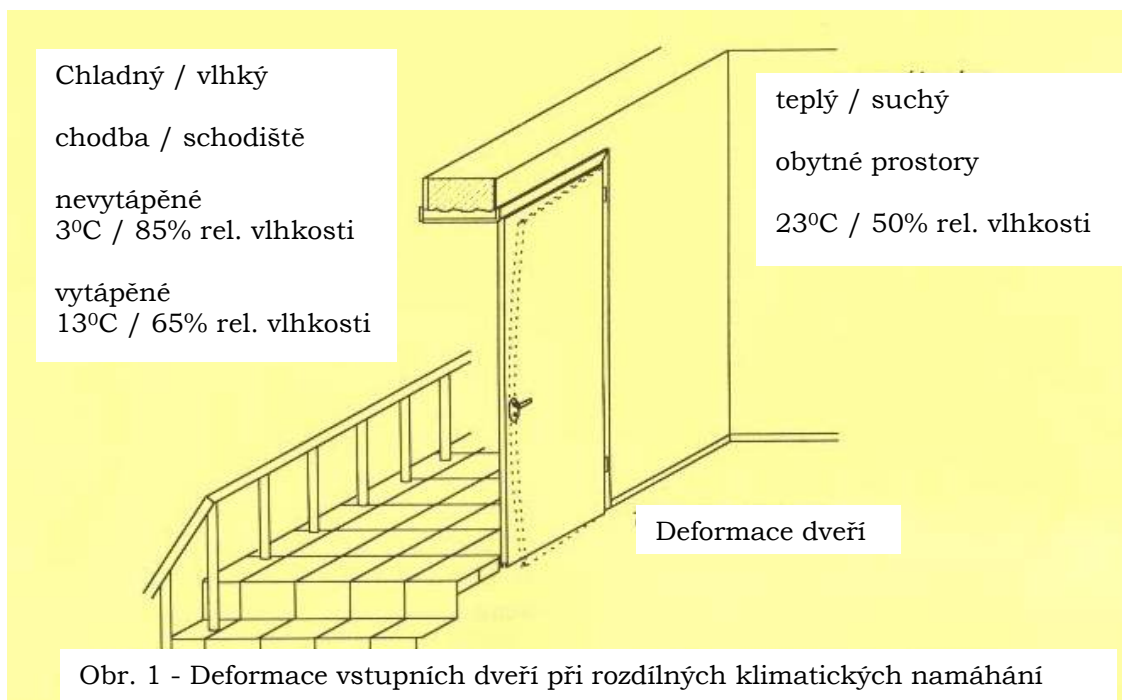 Chladný / vlhký
chodba / schodiště
nevytápěné
3⁰C / 85% rel. vlhkosti
vytápěné
13⁰C / 65% rel. vlhkosti
teplý / suchý
obytné prostory
23⁰C / 50% rel. vlhkosti
Deformace dveří
Obr. 1 - Deformace vstupních dveří při rozdílných klimatických namáhání